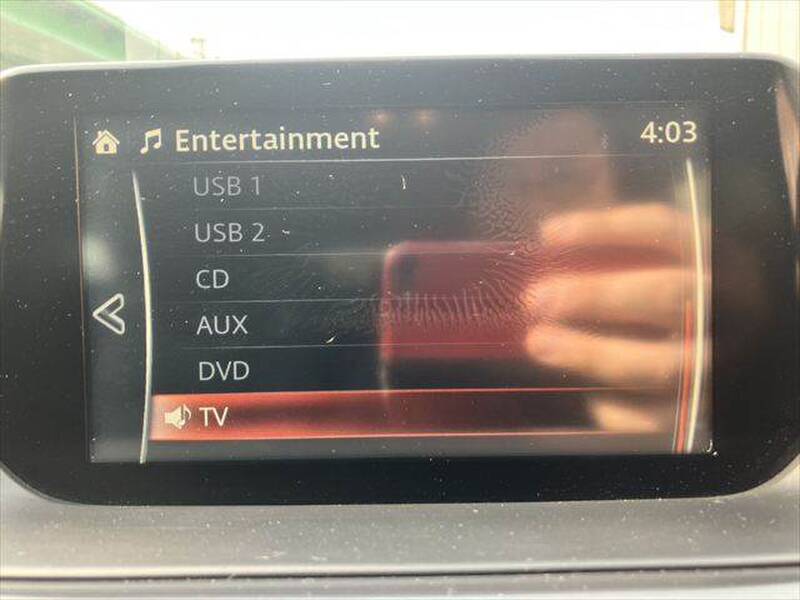 Entertainment 4:03
USB 1
USB 2
CD
AUX
DVD
TV